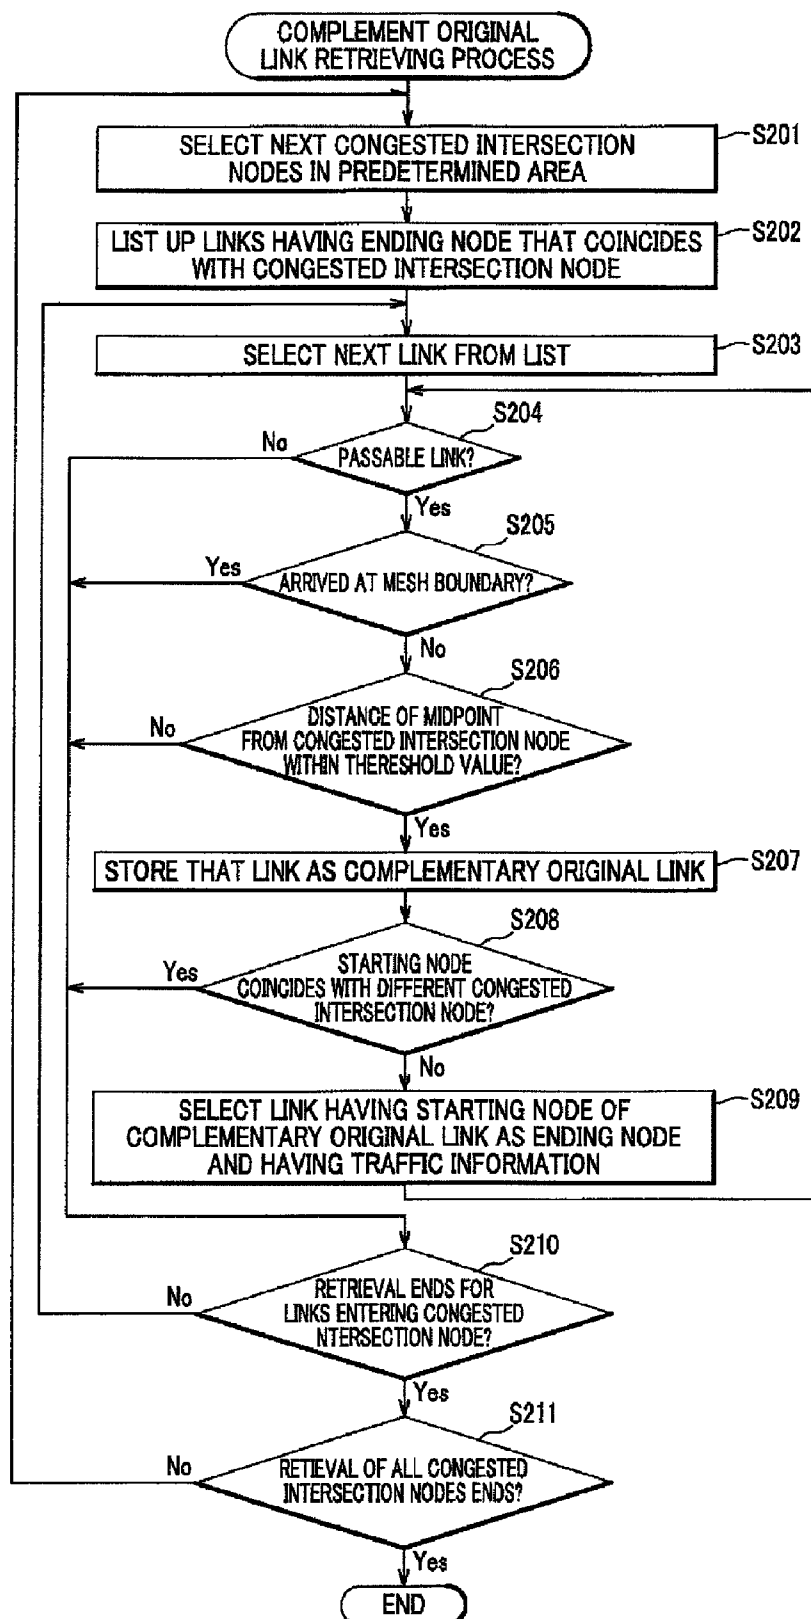 COMPLEMENT ORIGINAL
LINK RETRIEVING PROCESS
SELECT NEXT CONGESTED INTERSECTION
NODES IN PREDETERMINED AREA
S201
LIST UP LINKS HAVING ENDING NODE THAT COINCIDES
WITH CONGESTED INTERSECTION NODE
S202
SELECT NEXT LINK FROM LIST
S203
S204
No
PASSABLE LINK?
Yes
S205
Yes
ARRIVED AT MESH BOUNDARY?
No
S206
No
DISTANCE OF MIDPOINT
FROM CONGESTED INTERSECTION NODE
WITHIN THERESHOLD VALUE?
Yes
STORE THAT LINK AS COMPLEMENTARY ORIGINAL LINK
S207
S208
Yes
STARTING NODE
COINCIDES WITH DIFFERENT CONGESTED
INTERSECTION NODE?
No
SELECT LINK HAVING STARTING NODE OF
COMPLEMENTARY ORIGINAL LINK AS ENDING NODE
AND HAVING TRAFFIC INFORMATION
S209
S210
No
RETRIEVAL ENDS FOR
LINKS ENTERING CONGESTED
NTERSECTION NODE?
Yes
S211
No
RETIEVAL OF ALL CONGESTED
INTERSECTION NODES ENDS?
Yes
END